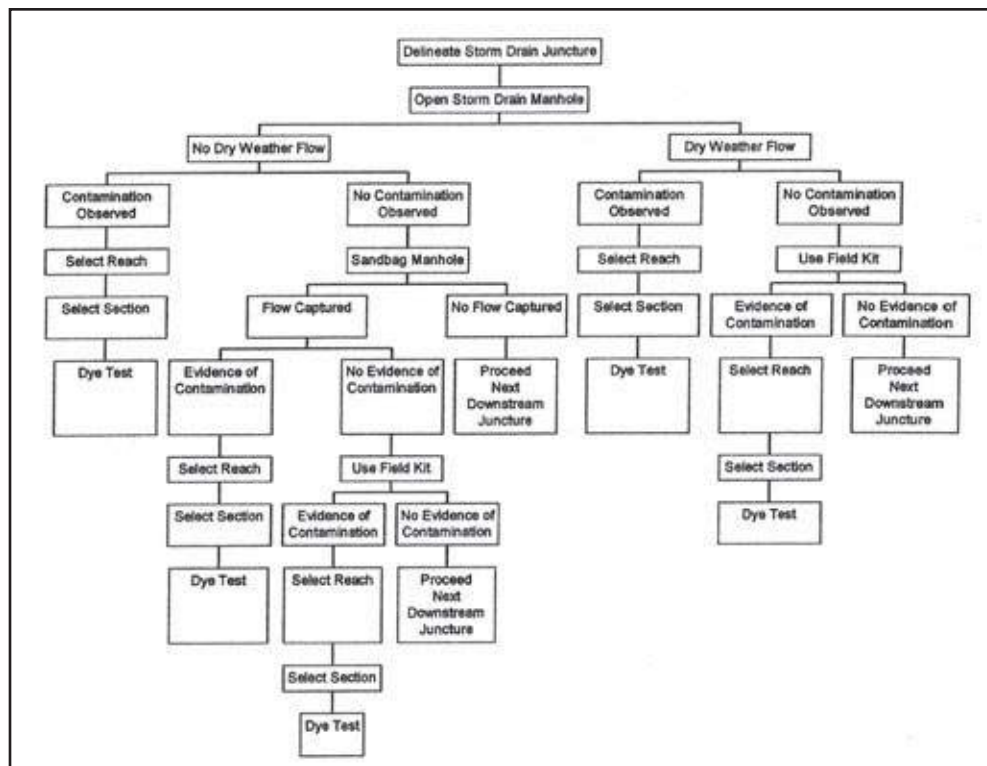 Delineate Storm Drain Juncture
Open Storm Drain Manhole
No Dry Weather Flow
Dry Weather Flow
Contamination
Observed
No Contamination
Observed
Contamination
Observed
No Contamination
Observed
Select Reach
Sandbag Manhole
Select Reach
Use Field Kit
Select Section
Flow Captured
No Flow Captured
Select Section
Evidence of
Contamination
No Evidence of
Contamination
Dye Test
Evidence of
Contamination
No Evidence of
Contamination
Proceed
Next
Downstream
Juncture
Dye Test
Select Reach
Proceed
Next
Downstream
Juncture
Select Reach
Use Field Kit
Select Section
Select Section
Evidence of
Contamination
No Evidence of
Contamination
Dye Test
Dye Test
Select Reach
Proceed
Next
Downstream
Juncture
Select Section
Dye Test